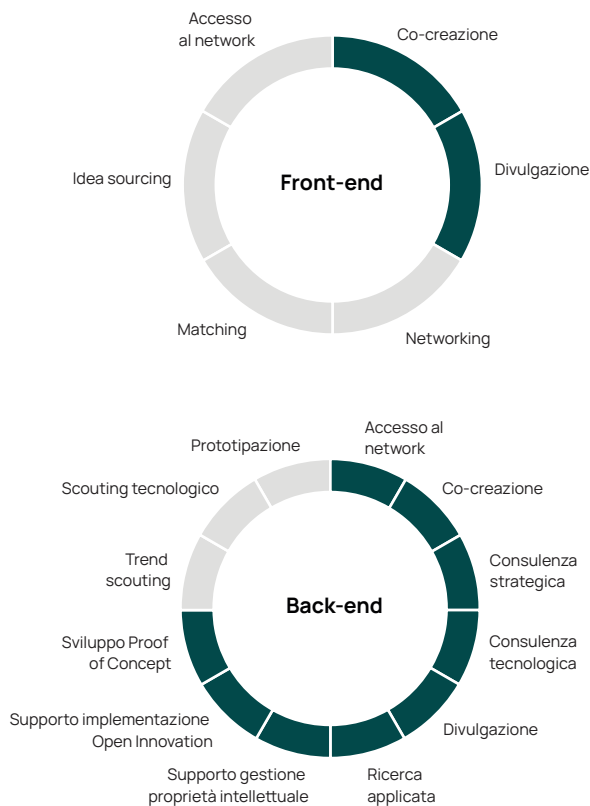 Accesso
al network
Co-creazione
Idea sourcing
Front-end
Divulgazione
Matching
Networking
Prototipazione
Accesso al
network
Scouting tecnologico
Co-creazione
Trend
scouting
Consulenza
strategica
Back-end
Sviluppo Proof
of Concept
Consulenza
tecnologica
Supporto implementazione
Open Innovation
Divulgazione
Supporto gestione
proprietà intellettuale
Ricerca
applicata